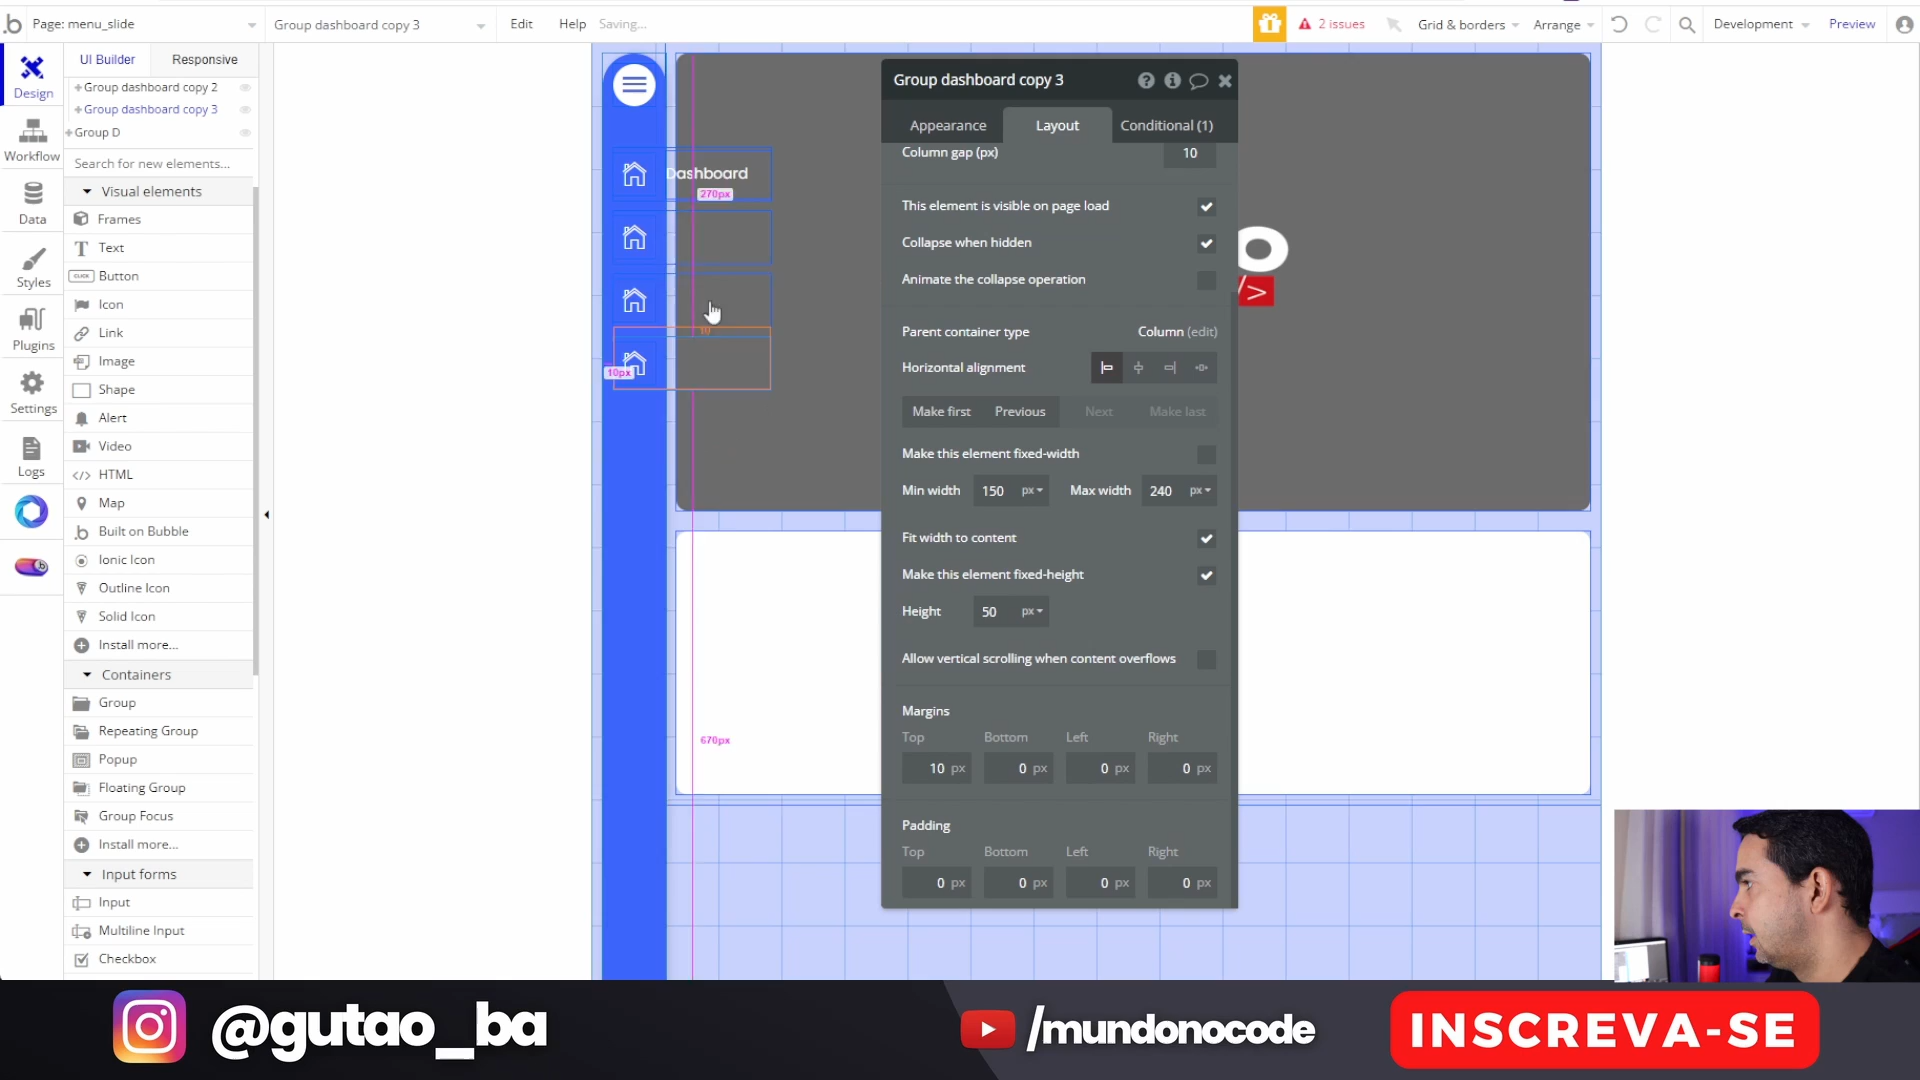 Page: menu_slide
Group dashboard copy 3
Edit
Help
Saving...
2 issues
Grid & borders
Arrange
Development
Preview
UI Builder
Responsive
Design
Workflow
Data
Styles
Plugins
Settings
Logs
Group dashboard copy 2
Group dashboard copy 3
Group D
Search for new elements...
Visual elements
Frames
Text
CLICK Button
Icon
Link
Image
Shape
Alert
Video
</> HTML
Map
Built on Bubble
Ionic Icon
Outline Icon
Solid Icon
Install more...
Containers
Group
Repeating Group
Popup
Floating Group
Group Focus
Install more...
Input forms
Input
Multiline Input
Checkbox
Dashboard
270px
10
10px
670px
O
/>
Group dashboard copy 3
Appearance
Layout
Conditional (1)
Column gap (px) 10
This element is visible on page load
Collapse when hidden
Animate the collapse operation
Parent container type Column (edit)
Horizontal alignment
Make first Previous Next Make last
Make this element fixed-width
Min width 150 px Max width 240 px
Fit width to content
Make this element fixed-height
Height 50 px
Allow vertical scrolling when content overflows
Margins
Top Bottom Left Right
10 px 0 px 0 px 0 px
Padding
Top Bottom Left Right
0 px 0 px 0 px 0 px
@gutao_ba
/mundonocode
INSCREVA-SE